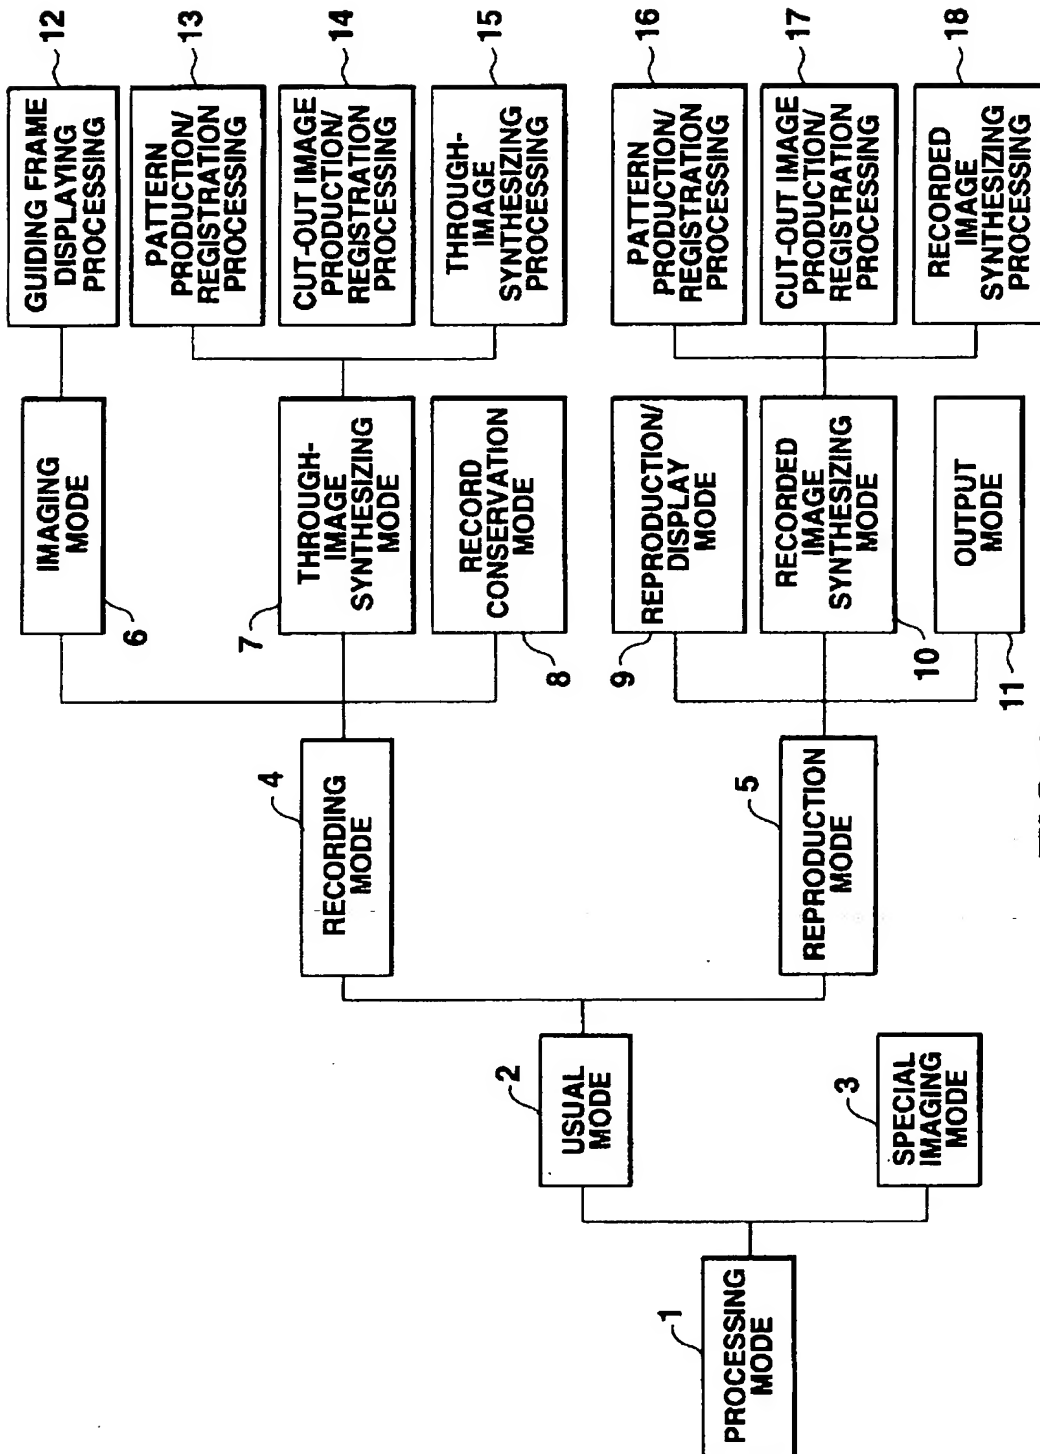 1
PROCESSING
MODE
2
USUAL
MODE
3
SPECIAL
IMAGING
MODE
4
RECORDING
MODE
5
REPRODUCTION
MODE
IMAGING
MODE
6
7
THROUGH-
IMAGE
SYNTHESIZING
MODE
RECORD
CONSERVATION
MODE
8
9
REPRODUCTION/
DISPLAY
MODE
RECORDED
IMAGE
SYNTHESIZING
MODE
10
OUTPUT
MODE
11
GUIDING FRAME
DISPLAYING
PROCESSING
12
PATTERN
PRODUCTION/
REGISTRATION
PROCESSING
13
CUT-OUT IMAGE
PRODUCTION/
REGISTRATION
PROCESSING
14
THROUGH-
IMAGE
SYNTHESIZING
PROCESSING
15
PATTERN
PRODUCTION/
REGISTRATION
PROCESSING
16
CUT-OUT IMAGE
PRODUCTION/
REGISTRATION
PROCESSING
17
RECORDED
IMAGE
SYNTHESIZING
PROCESSING
18